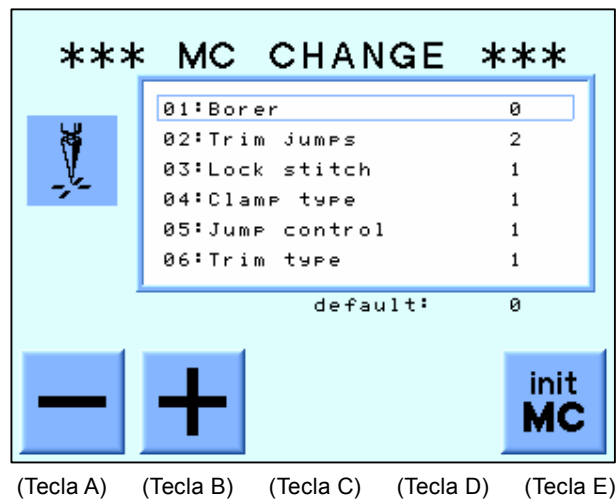 *** MC CHANGE ***
01:Borer 0
02:Trim jumps 2
03:Lock stitch 1
04:Clamp type 1
05:Jump control 1
06:Trim type 1
default: 0
init
MC
(Tecla A) (Tecla B) (Tecla C) (Tecla D) (Tecla E)